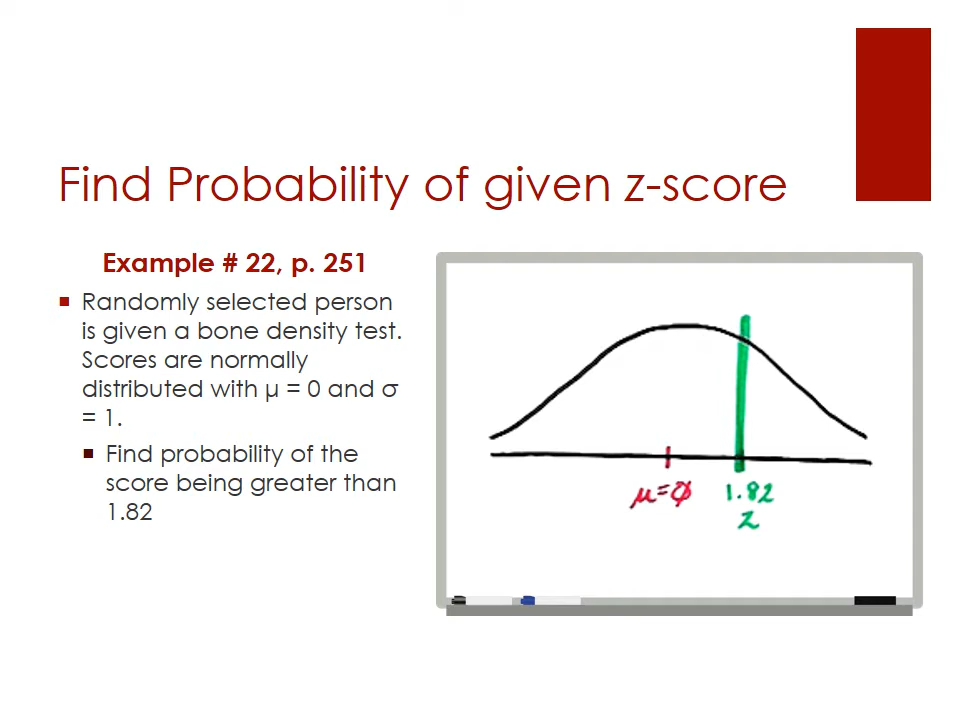 Find Probability of given z-score
Example # 22, p. 251
Randomly selected person
is given a bone density test.
Scores are normally
distributed with μ = 0 and σ
= 1.
Find probability of the
score being greater than
1.82
μ=0 1.82
z